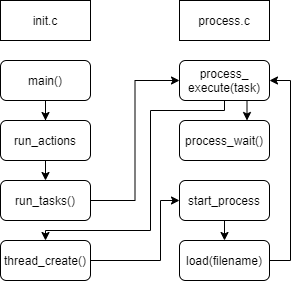 init.c
process.c
main()
process_
execute(task)
run_actions
process_wait()
run_tasks()
start_process
thread_create()
load(filename)